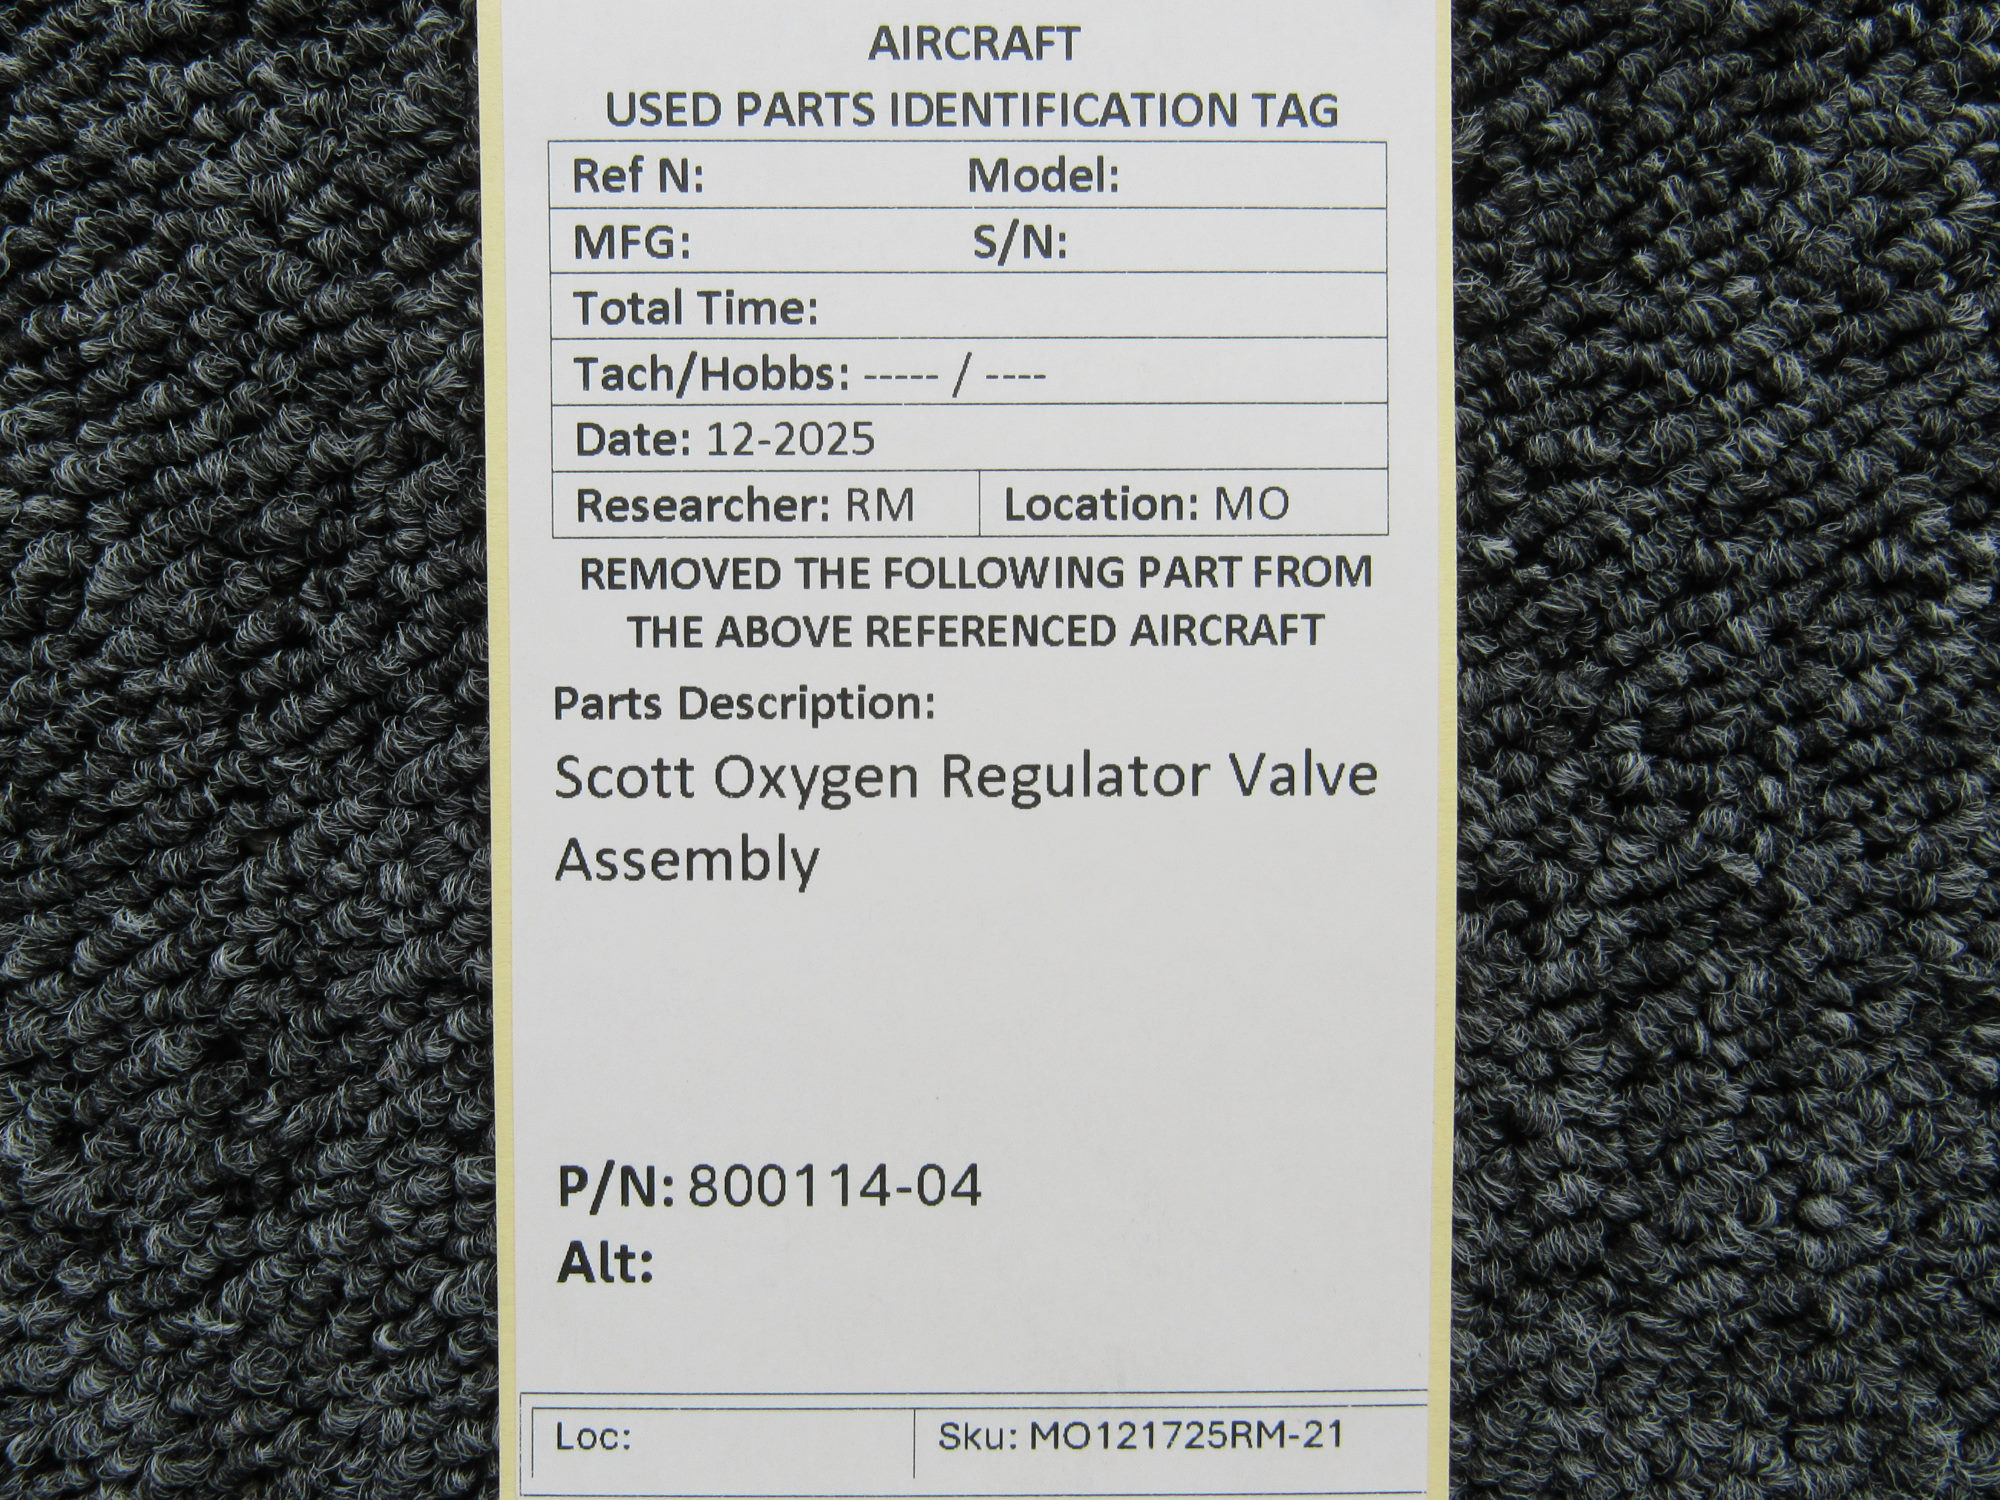 AIRCRAFT
USED PARTS IDENTIFICATION TAG
Ref N: Model:
MFG: S/N:
Total Time:
Tach/Hobbs: ----- / ----
Date: 12-2025
Researcher: RM Location: MO
REMOVED THE FOLLOWING PART FROM
THE ABOVE REFERENCED AIRCRAFT
Parts Description:
Scott Oxygen Regulator Valve
Assembly
P/N: 800114-04
Alt:
Loc: Sku: MO121725RM-21